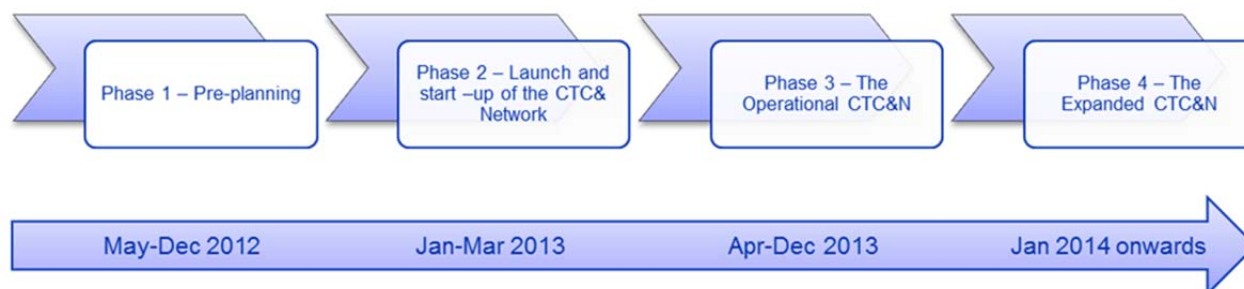 Phase 1 – Pre-planning
Phase 2 – Launch and
start –up of the CTC&
Network
Phase 3 – The
Operational CTC&N
Phase 4 – The
Expanded CTC&N
May-Dec 2012
Jan-Mar 2013
Apr-Dec 2013
Jan 2014 onwards